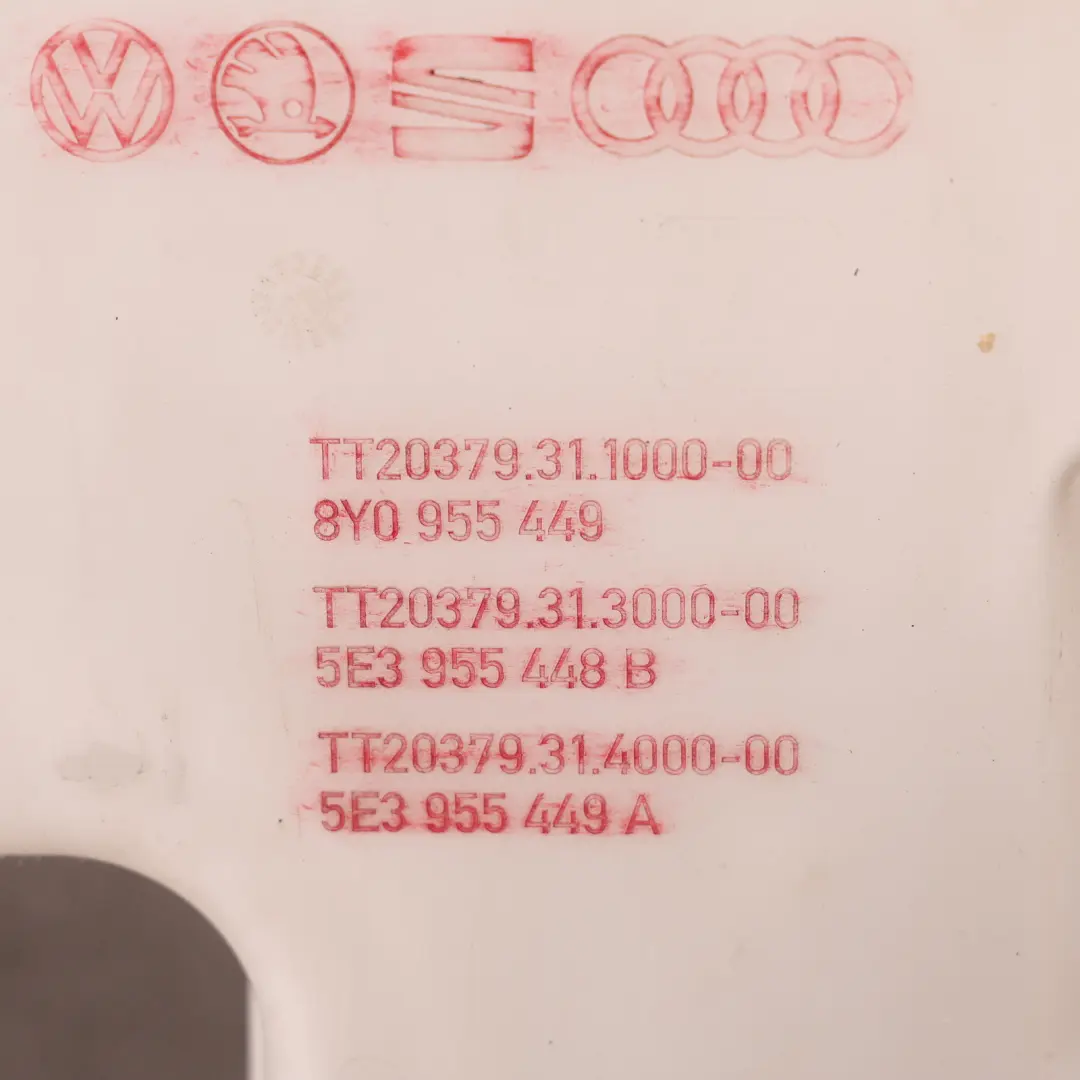 TT20379.31.1000-00
8Y0 955 449
TT20379.31.3000-00
5E3 955 448 B
TT20379.31.4000-00
5E3 955 449 A